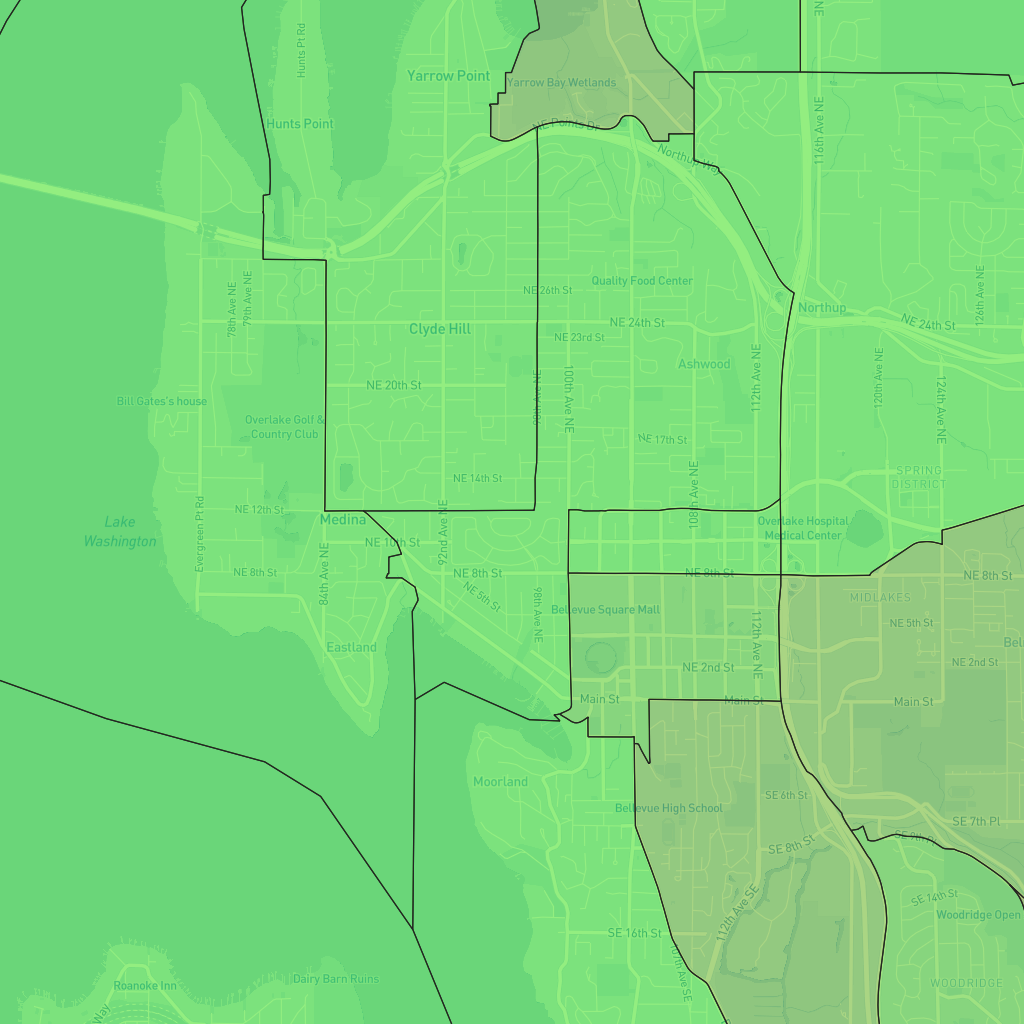 NE
Hunts Pt Rd
Yarrow Point
Yarrow Bay Wetlands
Hunts Point
NE Points Dr
116th Ave NE
Northup Way
78th Ave NE
79th Ave NE
NE 26th St
Quality Food Center
126th Ave NE
Northup
Clyde Hill
NE 24th St
NE 24th St
NE 23rd St
Ashwood
112th Ave NE
120th Ave NE
NE 20th St
98th Ave NE
100th Ave NE
124th Ave NE
Bill Gates's house
Overlake Golf &
Country Club
NE 17th St
SPRING
DISTRICT
NE 14th St
108th Ave NE
Evergreen Pt Rd
NE 12th St
Medina
92nd Ave NE
Lake
Washington
Overlake Hospital
Medical Center
NE 10th St
84th Ave NE
NE 8th St
NE 8th St
NE 8th St
NE 8th St
NE 5th St
98th Ave NE
Bellevue Square Mall
112th Ave NE
MIDLAKES
NE 5th St
Bel
Eastland
NE 2nd St
NE 2nd St
Main St
Main St
Main St
Moorland
SE 6th St
Bellevue High School
SE 7th Pl
SE 8th St
SE 9th Pl
SE 14th St
112th Ave SE
Woodridge Open
SE 16th St
107th Ave SE
Dairy Barn Ruins
Roanoke Inn
WOODRIDGE
Way